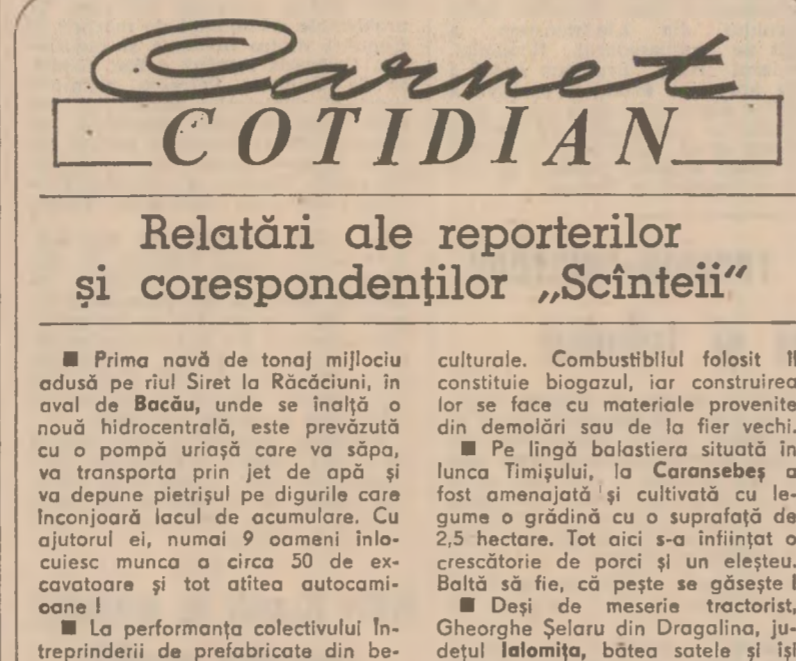 Carnet
COTIDIAN
Relatări ale reporterilor
și corespondenților „Scînteii“
■ Prima navă de tonaj mijlociu
adusă pe rîul Siret la Răcăciuni, în
aval de Bacău, unde se înalță o
nouă hidrocentrală, este prevăzută
cu o pompă uriașă care va săpa,
va transporta prin jet de apă și
va depune pietrișul pe digurile care
înconjoară lacul de acumulare. Cu
ajutorul ei, numai 9 oameni înlo-
cuiesc munca a circa 50 de ex-
cavatoare și tot atîtea autocami-
oane !
■ La performanța colectivului în-
treprinderii de prefabricate din be-
culturale. Combustibilul folosit îl
constituie biogazul, iar construirea
lor se face cu materiale provenite
din demolări sau de la fier vechi.
■ Pe lîngă balastiera situată în
lunca Timișului, la Caransebeș a
fost amenajată și cultivată cu le-
gume o grădină cu o suprafață de
2,5 hectare. Tot aici s-a înființat o
crescătorie de porci și un eleșteu.
Baltă să fie, că pește se găsește !
■ Deși de meserie tractorist,
Gheorghe Șelaru din Dragalina, ju-
dețul Ialomița, bătea satele și își